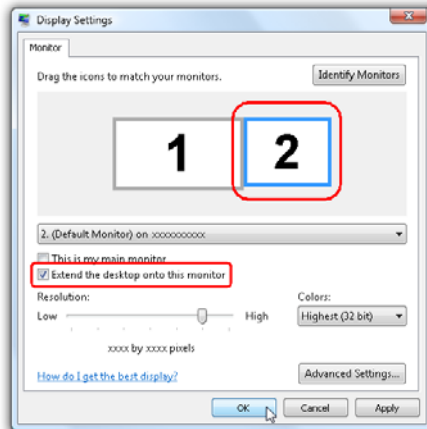 Display Settings
Monitor
Drag the icons to match your monitors.
Identify Monitors
1
2
2. (Default Monitor) on xxxxxxxxxx
This is my main monitor
Extend the desktop onto this monitor
Resolution:
Colors:
Low
High
Highest (32 bit)
xxxx by xxxx pixels
How do I get the best display?
Advanced Settings...
OK
Cancel
Apply